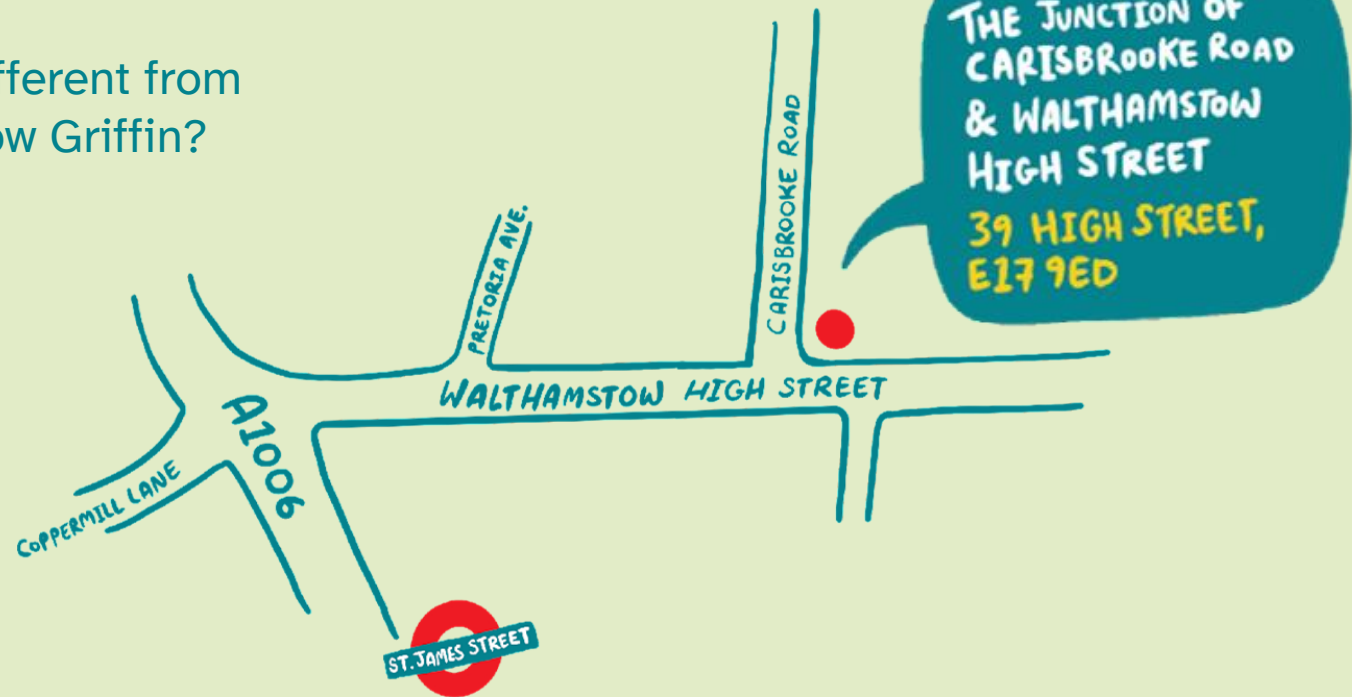 THE JUNCTION OF
CARISBROOKE ROAD
& WALTHAMSTOW
HIGH STREET
39 HIGH STREET,
E17 9ED
fferent from
ow Griffin?
CARISBROOKE ROAD
PRETORIA AVE.
WALTHAMSTOW HIGH STREET
A1006
COPPERMILL LANE
ST. JAMES STREET